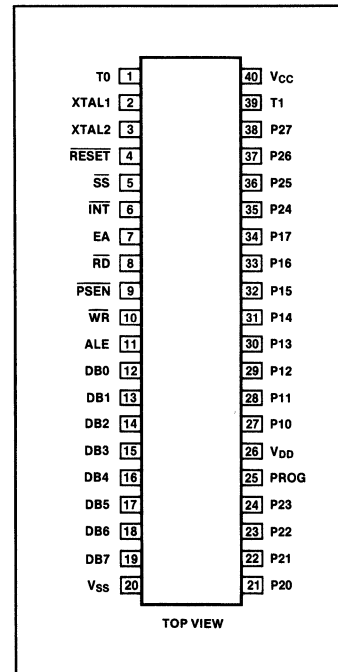 T0 1 40 VCC
XTAL1 2 39 T1
XTAL2 3 38 P27
RESET 4 37 P26
SS 5 36 P25
INT 6 35 P24
EA 7 34 P17
RD 8 33 P16
PSEN 9 32 P15
WR 10 31 P14
ALE 11 30 P13
DB0 12 29 P12
DB1 13 28 P11
DB2 14 27 P10
DB3 15 26 VDD
DB4 16 25 PROG
DB5 17 24 P23
DB6 18 23 P22
DB7 19 22 P21
VSS 20 21 P20
TOP VIEW